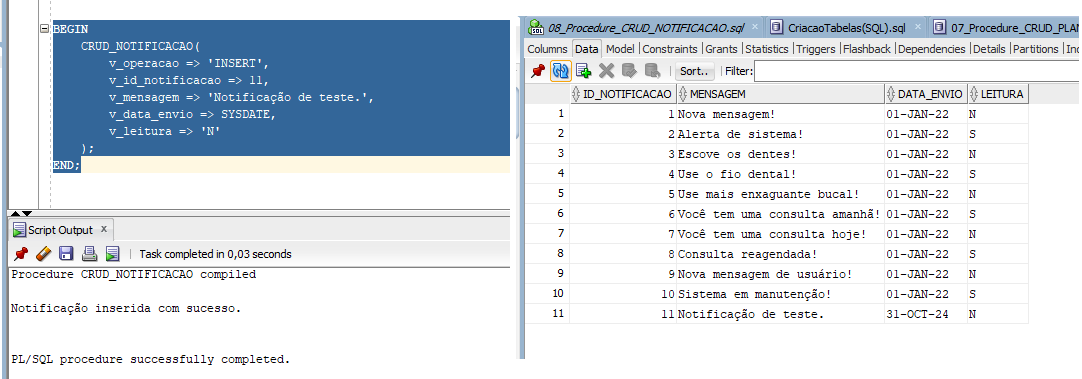 BEGIN
CRUD_NOTIFICACAO(
v_operacao => 'INSERT',
v_id_notificacao => 11,
v_mensagem => 'Notificação de teste.',
v_data_envio => SYSDATE,
v_leitura => 'N'
);
END;
Script Output x
Task completed in 0,03 seconds
Procedure CRUD_NOTIFICACAO compiled
Notificação inserida com sucesso.
PL/SQL procedure successfully completed.
08_Procedure_CRUD_NOTIFICACAO.sql CriacaoTabelas(SQL).sql 07_Procedure_CRUD_PLAN
Columns Data Model Constraints Grants Statistics Triggers Flashback Dependencies Details Partitions Ind
Sort.. Filter:
ID_NOTIFICACAO MENSAGEM DATA_ENVIO LEITURA
1 1 Nova mensagem! 01-JAN-22 N
2 2 Alerta de sistema! 01-JAN-22 S
3 3 Escove os dentes! 01-JAN-22 N
4 4 Use o fio dental! 01-JAN-22 S
5 5 Use mais enxaguante bucal! 01-JAN-22 N
6 6 Você tem uma consulta amanhã! 01-JAN-22 S
7 7 Você tem uma consulta hoje! 01-JAN-22 N
8 8 Consulta reagendada! 01-JAN-22 S
9 9 Nova mensagem de usuário! 01-JAN-22 N
10 10 Sistema em manutenção! 01-JAN-22 S
11 11 Notificação de teste. 31-OCT-24 N